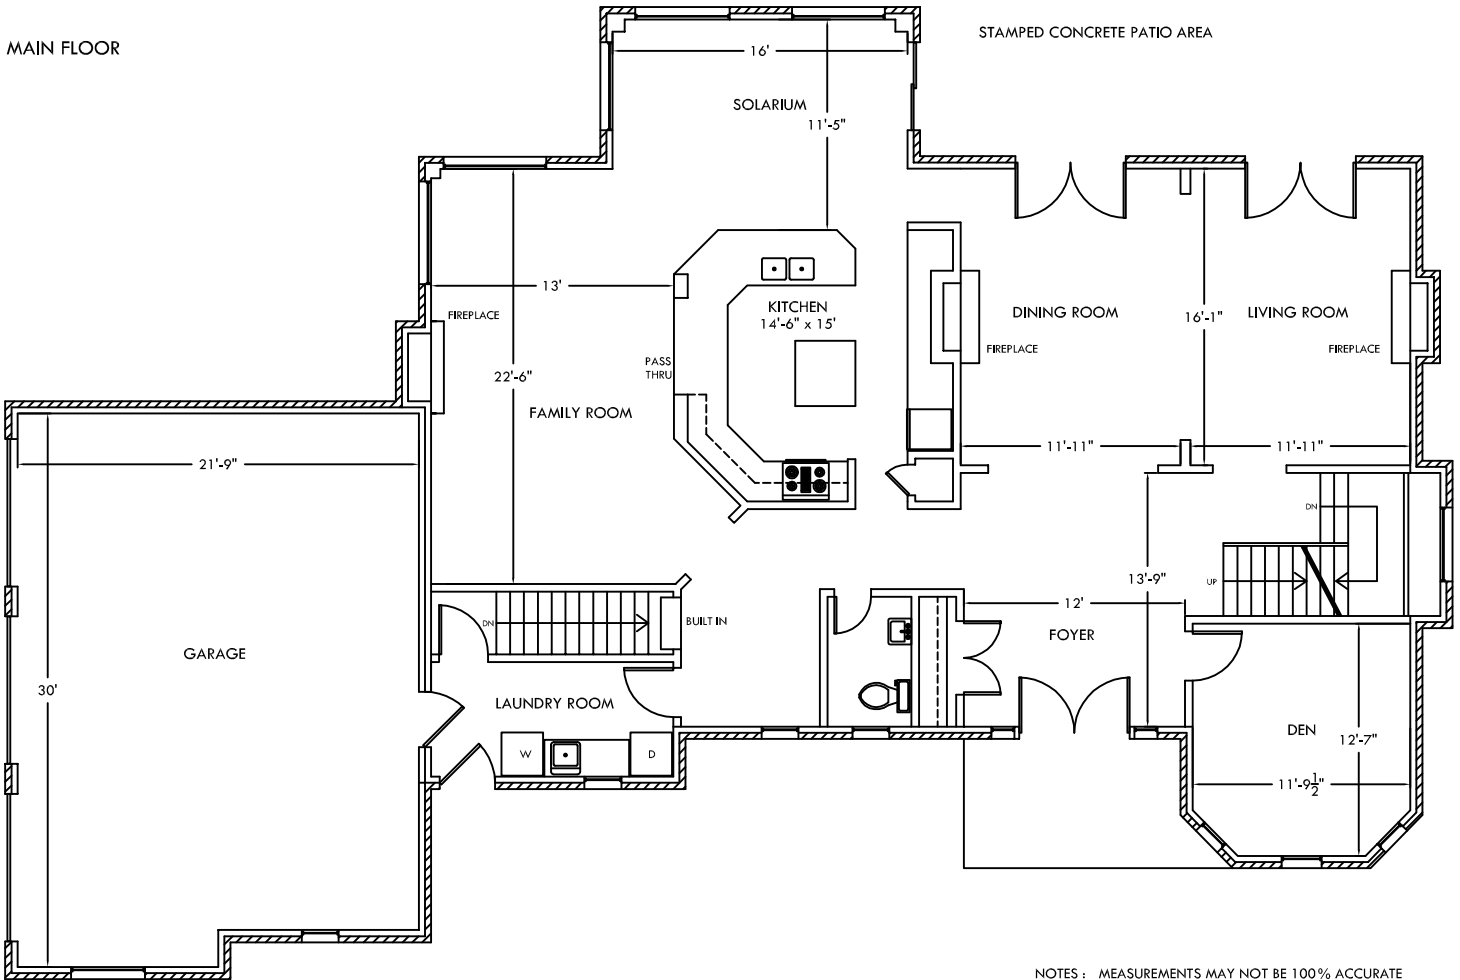 STAMPED CONCRETE PATIO AREA
MAIN FLOOR
16'
SOLARIUM
11'-5"
13'
FIREPLACE
KITCHEN
14'-6" x 15'
DINING ROOM
16'-1"
LIVING ROOM
FIREPLACE
FIREPLACE
PASS
THRU
22'-6"
FAMILY ROOM
11'-11"
11'-11"
21'-9"
DN
13'-9"
UP
12'
DN
BUILT IN
FOYER
GARAGE
30'
LAUNDRY ROOM
DEN
12'-7"
W
D
11'-9 1/2"
NOTES : MEASUREMENTS MAY NOT BE 100% ACCURATE